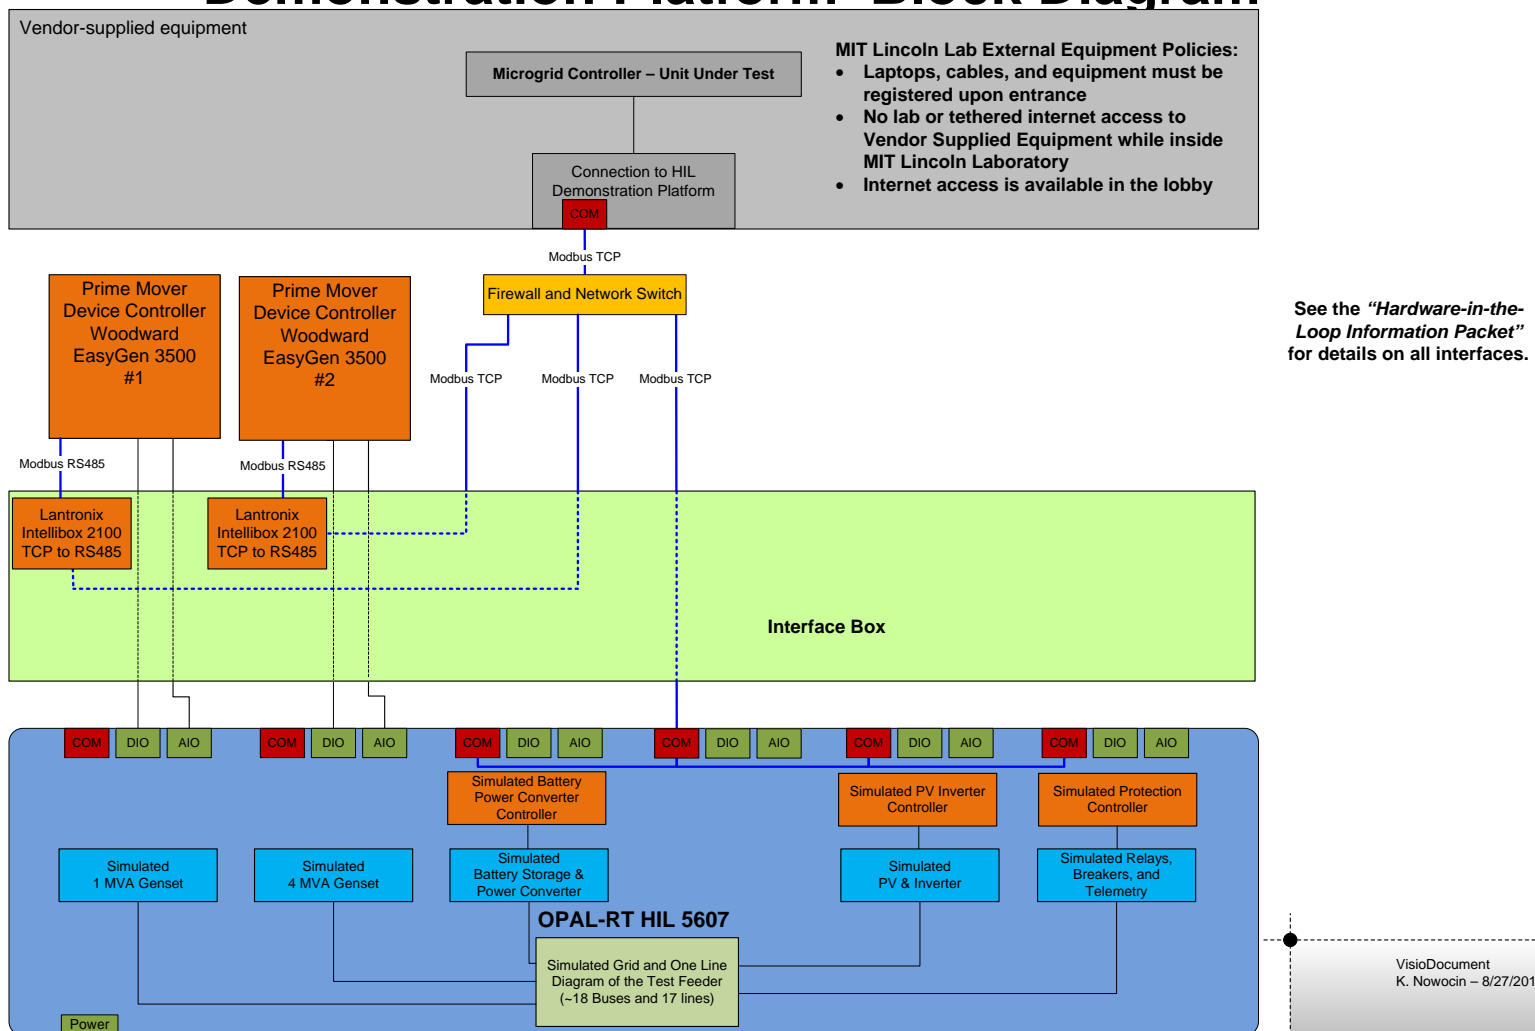 Demonstration Platform Block Diagram
Vendor-supplied equipment
Microgrid Controller – Unit Under Test
MIT Lincoln Lab External Equipment Policies:
• Laptops, cables, and equipment must be
registered upon entrance
• No lab or tethered internet access to
Vendor Supplied Equipment while inside
MIT Lincoln Laboratory
• Internet access is available in the lobby
Connection to HIL
Demonstration Platform
COM
Modbus TCP
Firewall and Network Switch
Prime Mover
Device Controller
Woodward
EasyGen 3500
#1
Prime Mover
Device Controller
Woodward
EasyGen 3500
#2
See the “Hardware-in-the-
Loop Information Packet”
for details on all interfaces.
Modbus TCP
Modbus TCP
Modbus TCP
Modbus RS485
Modbus RS485
Lantronix
Intellibox 2100
TCP to RS485
Lantronix
Intellibox 2100
TCP to RS485
Interface Box
COM
DIO
AIO
COM
DIO
AIO
COM
DIO
AIO
COM
DIO
AIO
COM
DIO
AIO
COM
DIO
AIO
Simulated Battery
Power Converter
Controller
Simulated PV Inverter
Controller
Simulated Protection
Controller
Simulated
1 MVA Genset
Simulated
4 MVA Genset
Simulated
Battery Storage &
Power Converter
Simulated
PV & Inverter
Simulated Relays,
Breakers, and
Telemetry
OPAL-RT HIL 5607
Simulated Grid and One Line
Diagram of the Test Feeder
(~18 Buses and 17 lines)
Power
VisioDocument
K. Nowocin – 8/27/201